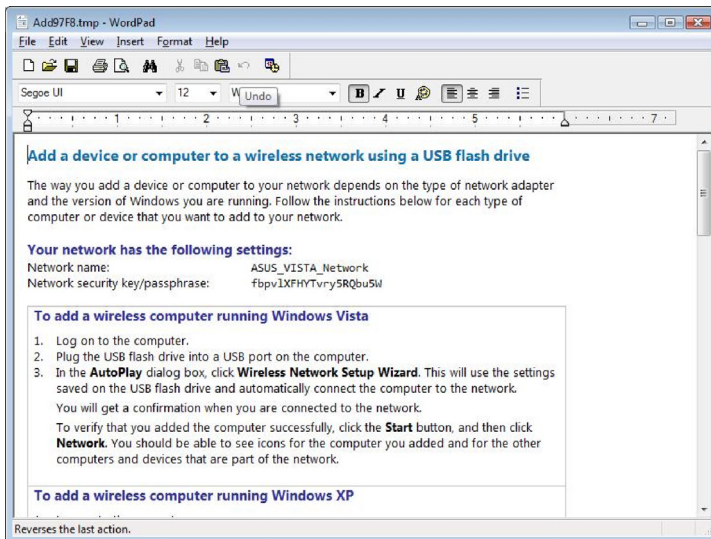 Add97F8.tmp - WordPad
File Edit View Insert Format Help
Segoe UI 12 W
Undo
B I U
1 2 3 4 5 7
Add a device or computer to a wireless network using a USB flash drive
The way you add a device or computer to your network depends on the type of network adapter
and the version of Windows you are running. Follow the instructions below for each type of
computer or device that you want to add to your network.
Your network has the following settings:
Network name: ASUS_VISTA_Network
Network security key/passphrase: fbpvlXFHYTvry5RQbu5W
To add a wireless computer running Windows Vista
1. Log on to the computer.
2. Plug the USB flash drive into a USB port on the computer.
3. In the AutoPlay dialog box, click Wireless Network Setup Wizard. This will use the settings
saved on the USB flash drive and automatically connect the computer to the network.
You will get a confirmation when you are connected to the network.
To verify that you added the computer successfully, click the Start button, and then click
Network. You should be able to see icons for the computer you added and for the other
computers and devices that are part of the network.
To add a wireless computer running Windows XP
Reverses the last action.